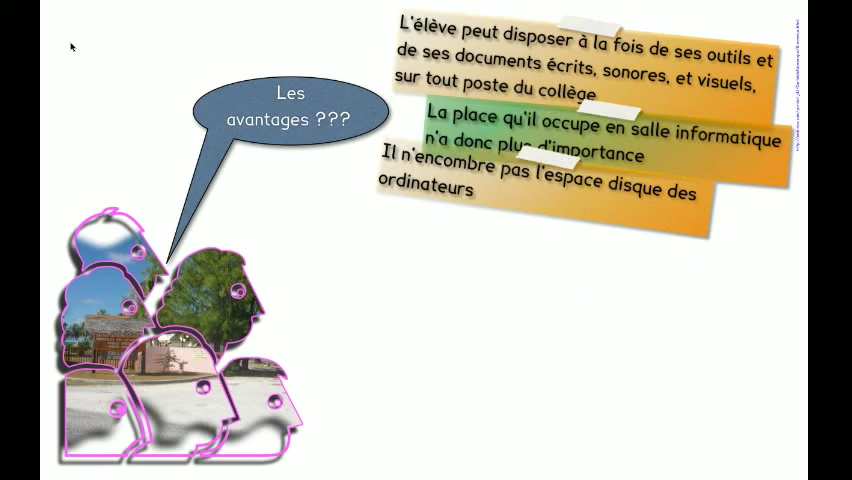 Les
avantages ???
L'élève peut disposer à la fois de ses outils et
de ses documents écrits, sonores, et visuels,
sur tout poste du collège
La place qu'il occupe en salle informatique
n'a donc plus d'importance
Il n'encombre pas l'espace disque des
ordinateurs